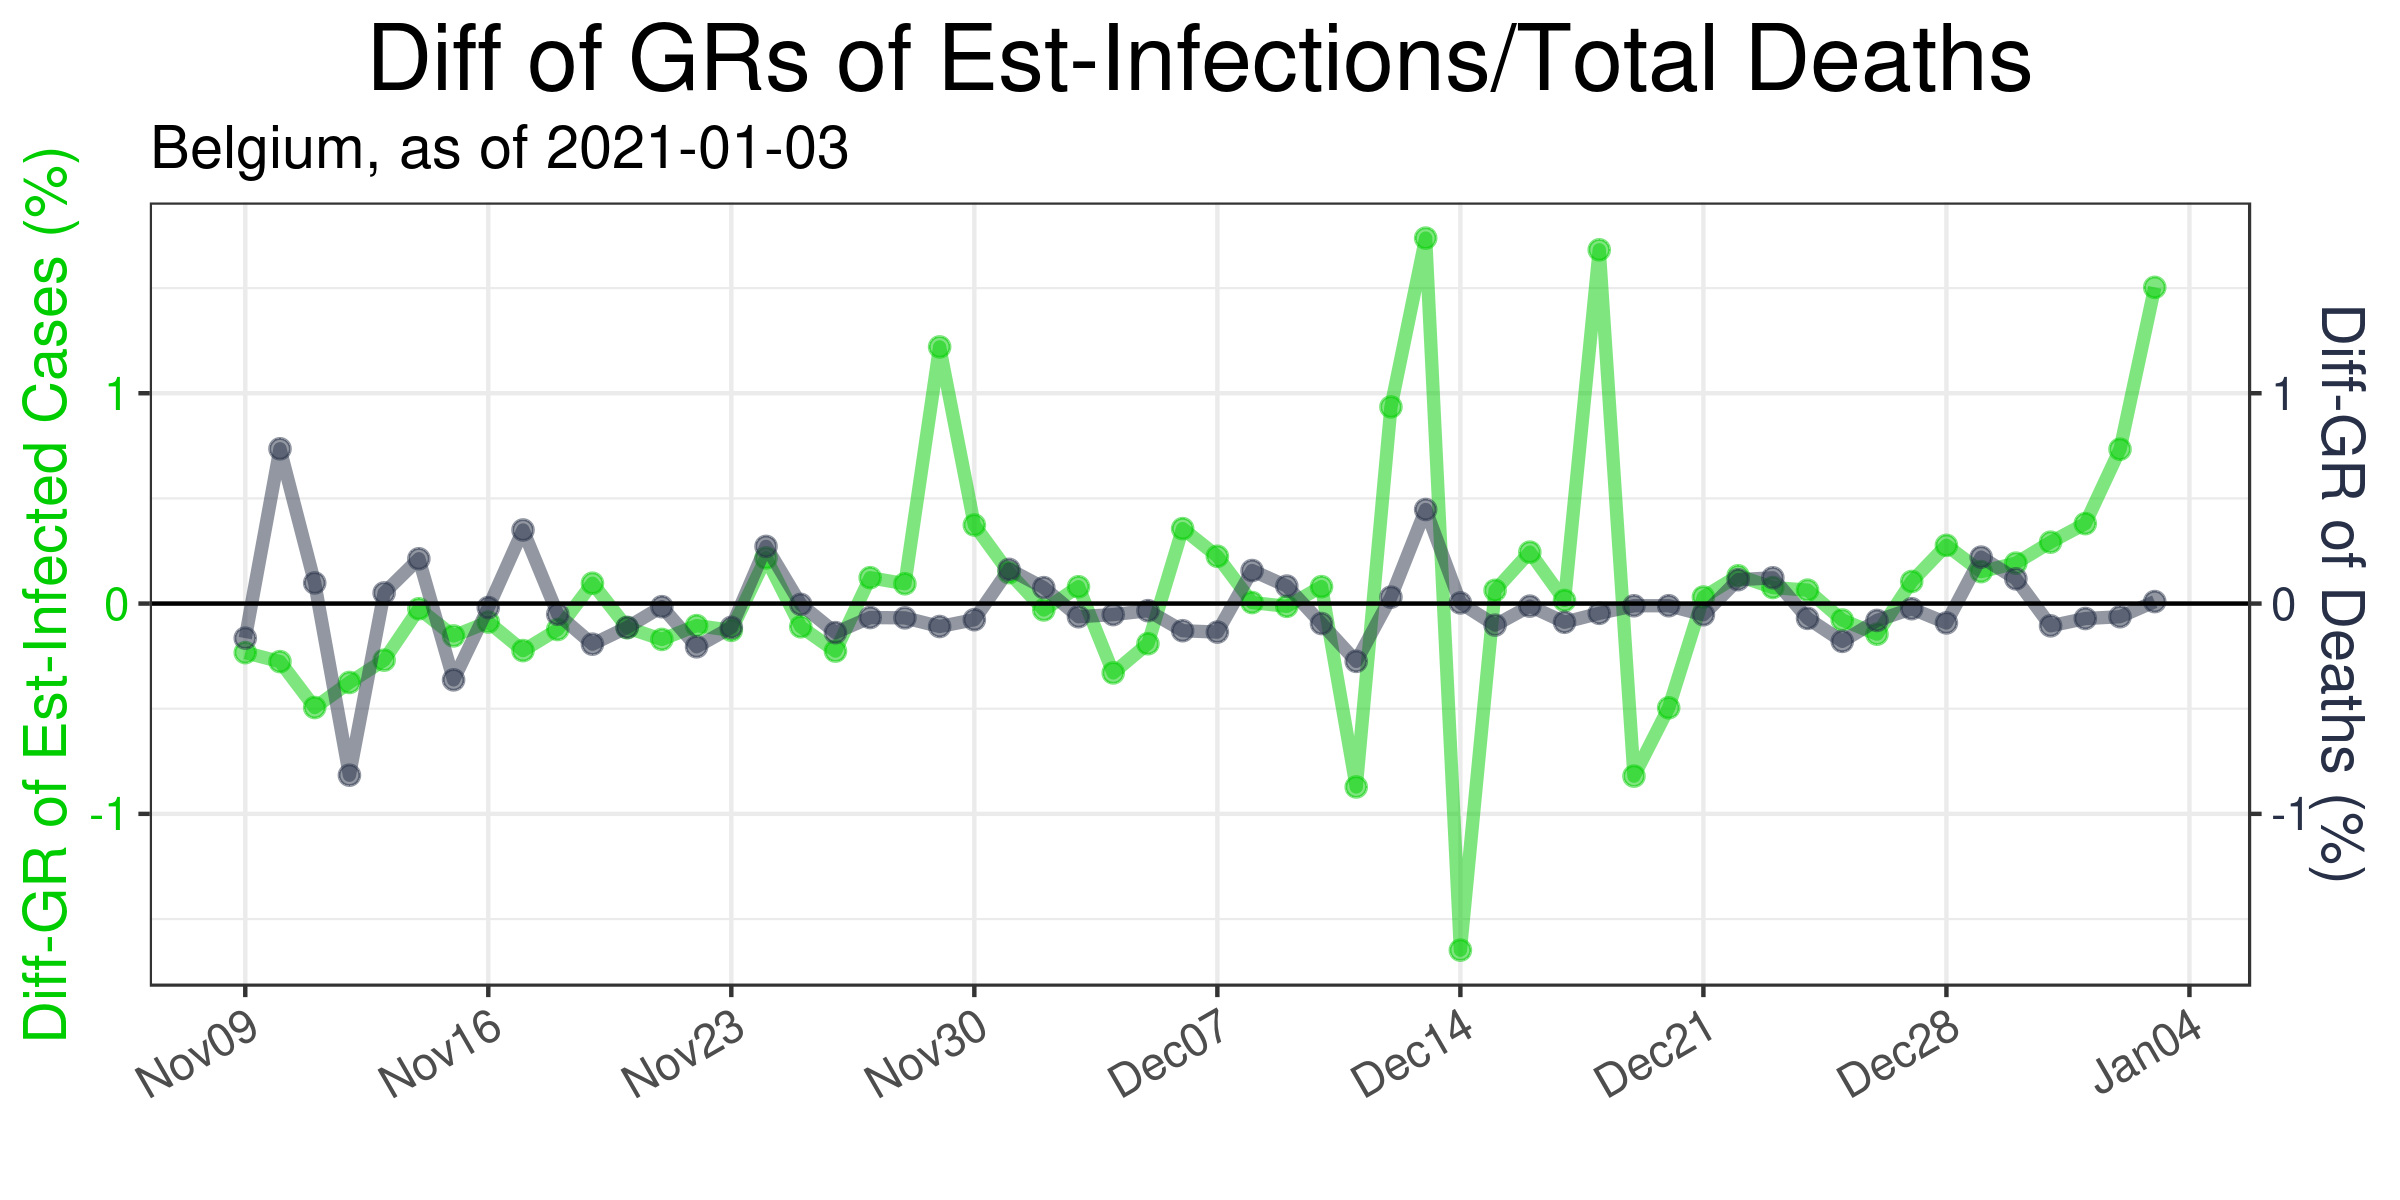 Diff of GRs of Est-Infections/Total Deaths
Belgium, as of 2021-01-03
Diff-GR of Est-Infected Cases (%)
1
0
-1
1
0
-1
Diff-GR of Deaths (%)
Nov09
Nov16
Nov23
Nov30
Dec07
Dec14
Dec21
Dec28
Jan04